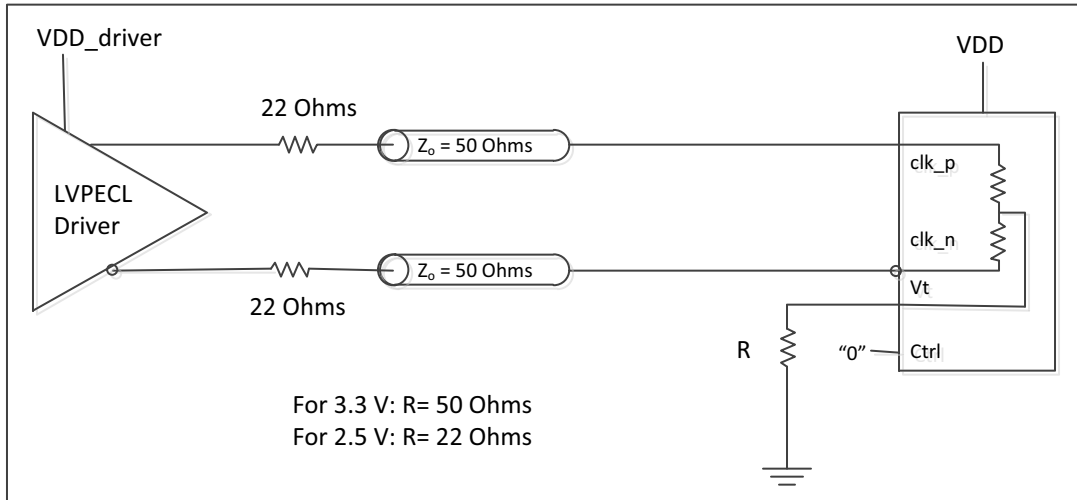 VDD_driver
VDD
22 Ohms
Zo = 50 Ohms
clk_p
LVPECL
Driver
clk_n
Zo = 50 Ohms
Vt
22 Ohms
R
“0”
Ctrl
For 3.3 V: R= 50 Ohms
For 2.5 V: R= 22 Ohms